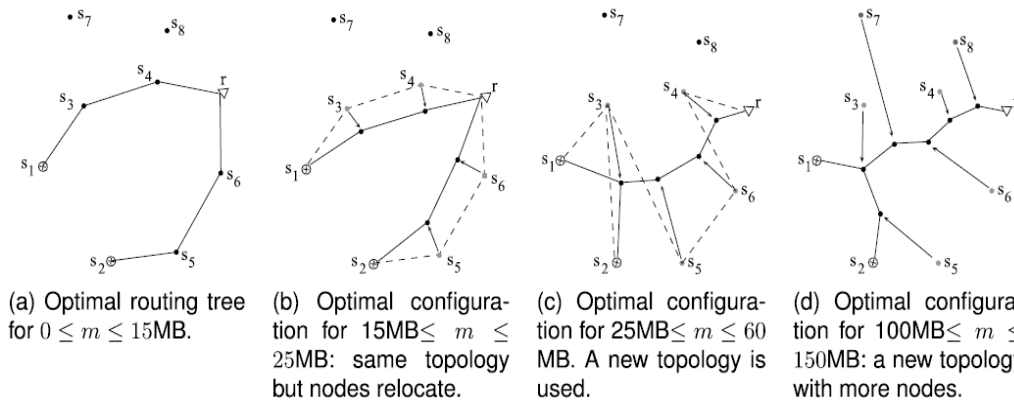 s7
s8
s4
r
s3
s1
s6
s5
s2
(a) Optimal routing tree
for 0 ≤ m ≤ 15MB.
s7
s8
s4
r
s3
s1
s6
s5
s2
(b) Optimal configura-
tion for 15MB≤ m ≤
25MB: same topology
but nodes relocate.
s7
s8
s3
s4
r
s1
s6
s2
s5
(c) Optimal configura-
tion for 25MB≤ m ≤ 60
MB. A new topology is
used.
s7
s8
s3
s4
s1
s6
s2
s5
(d) Optimal configura
tion for 100MB≤ m ≤
150MB: a new topology
with more nodes.